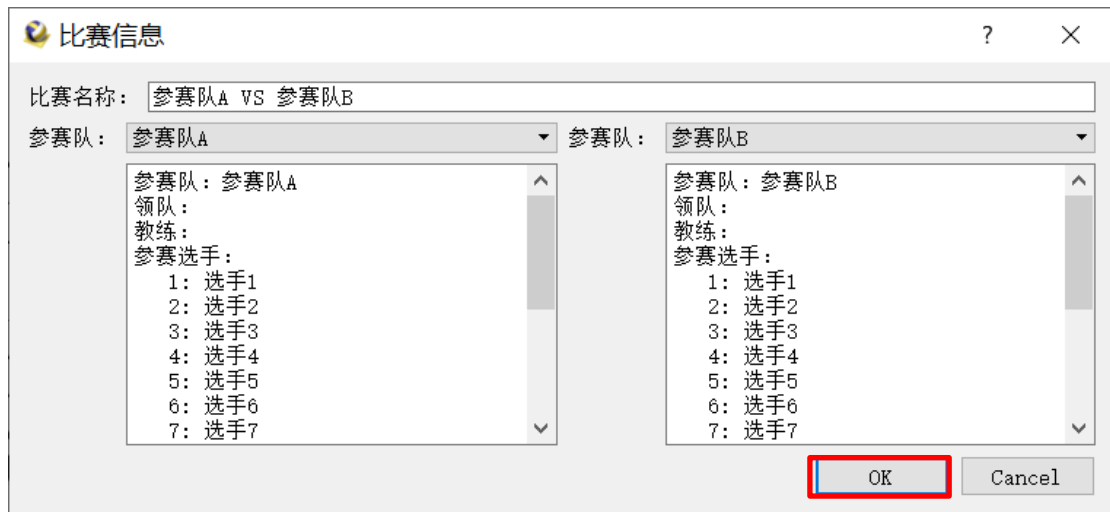 比赛信息
比赛名称: 参赛队A VS 参赛队B
参赛队: 参赛队A 参赛队: 参赛队B
参赛队: 参赛队A
领队:
教练:
参赛选手:
1: 选手1
2: 选手2
3: 选手3
4: 选手4
5: 选手5
6: 选手6
7: 选手7
参赛队: 参赛队B
领队:
教练:
参赛选手:
1: 选手1
2: 选手2
3: 选手3
4: 选手4
5: 选手5
6: 选手6
7: 选手7
OK Cancel